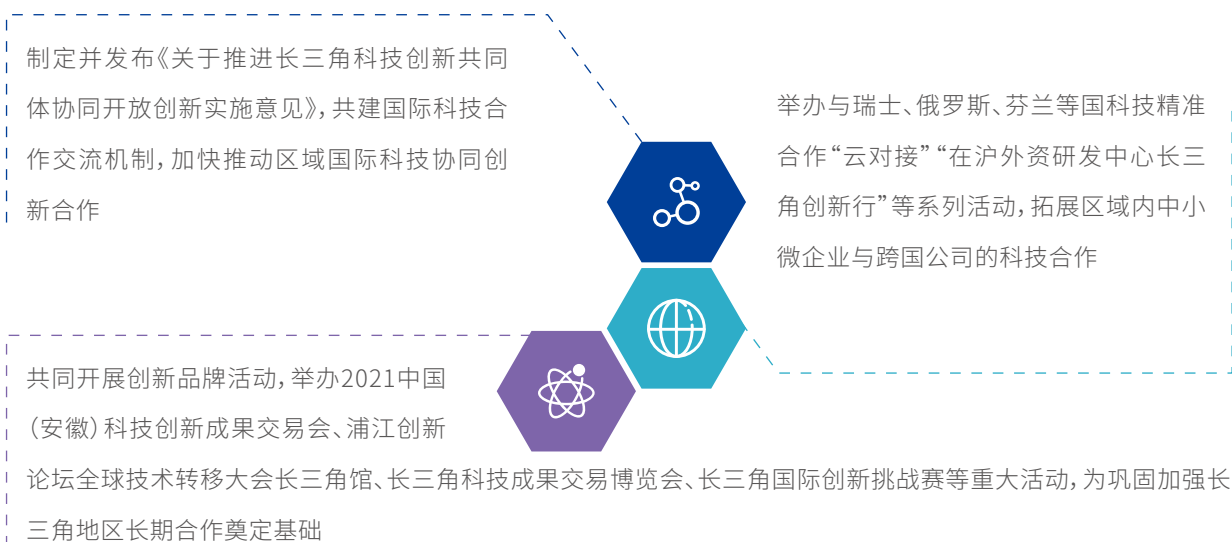 制定并发布《关于推进长三角科技创新共同
体协同开放创新实施意见》，共建国际科技合
作交流机制，加快推动区域国际科技协同创
新合作
举办与瑞士、俄罗斯、芬兰等国科技精准
合作“云对接”“在沪外资研发中心长三
角创新行”等系列活动，拓展区域内中小
微企业与跨国公司的科技合作
共同开展创新品牌活动，举办2021中国
（安徽）科技创新成果交易会、浦江创新
论坛全球技术转移大会长三角馆、长三角科技成果交易博览会、长三角国际创新挑战赛等重大活动，为巩固加强长
三角地区长期合作奠定基础